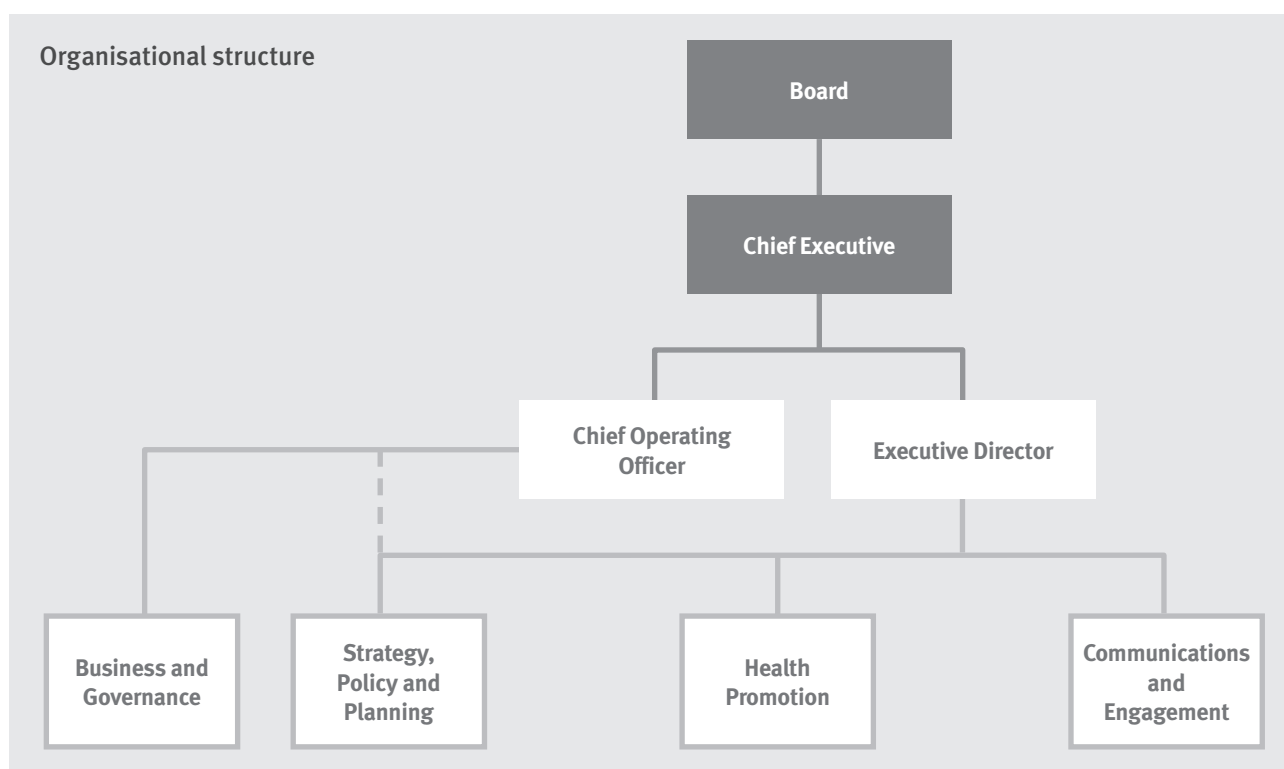 Organisational structure
Board
Chief Executive
Chief Operating
Officer
Executive Director
Business and
Governance
Strategy,
Policy and
Planning
Health
Promotion
Communications
and
Engagement